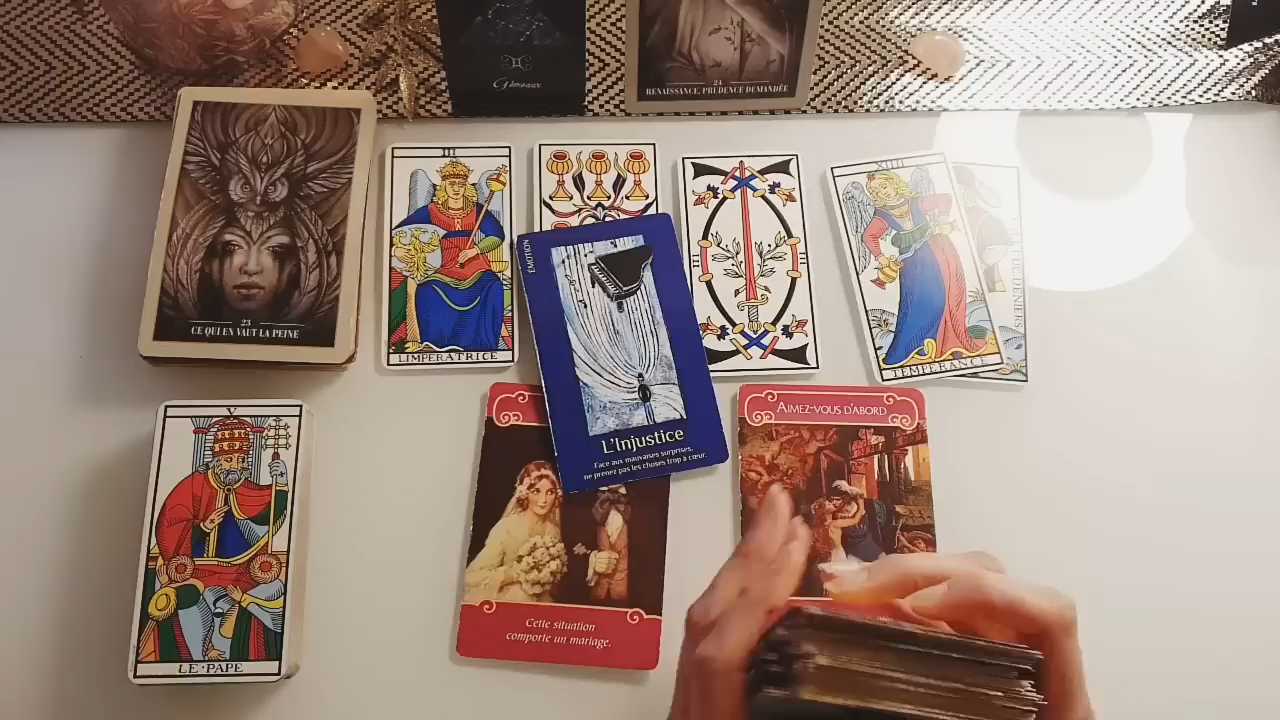 Gémeaux
24
RENAISSANCE, PRUDENCE DEMANDÉE
23
CE QUI EN VAUT LA PEINE
III
L'IMPERATRICE
III
III
XIIII
TEMPERANCE
DE DENIERS
ÉMOTION
L'Injustice
Face aux mauvaises surprises,
ne prenez pas les choses trop à cœur.
AIMEZ-VOUS D'ABORD
V
LE·PAPE
Cette situation
comporte un mariage.